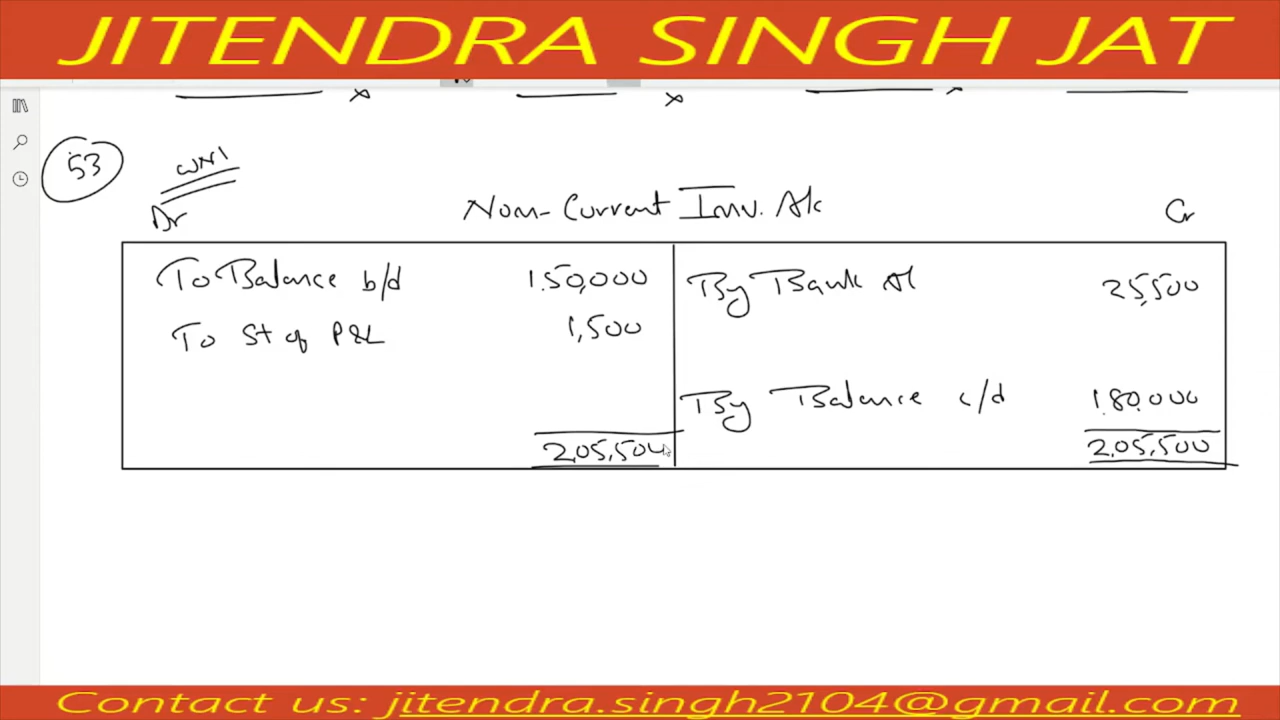 JITENDRA SINGH JAT
53
WN1
Dr Non-Current Inv. A/c Cr
To Balance b/d 1,50,000 By Bank A/c 25,500
To St of P&L 1,500
By Balance c/d 1,80,000
2,05,500 2,05,500
Contact us: jitendra.singh2104@gmail.com